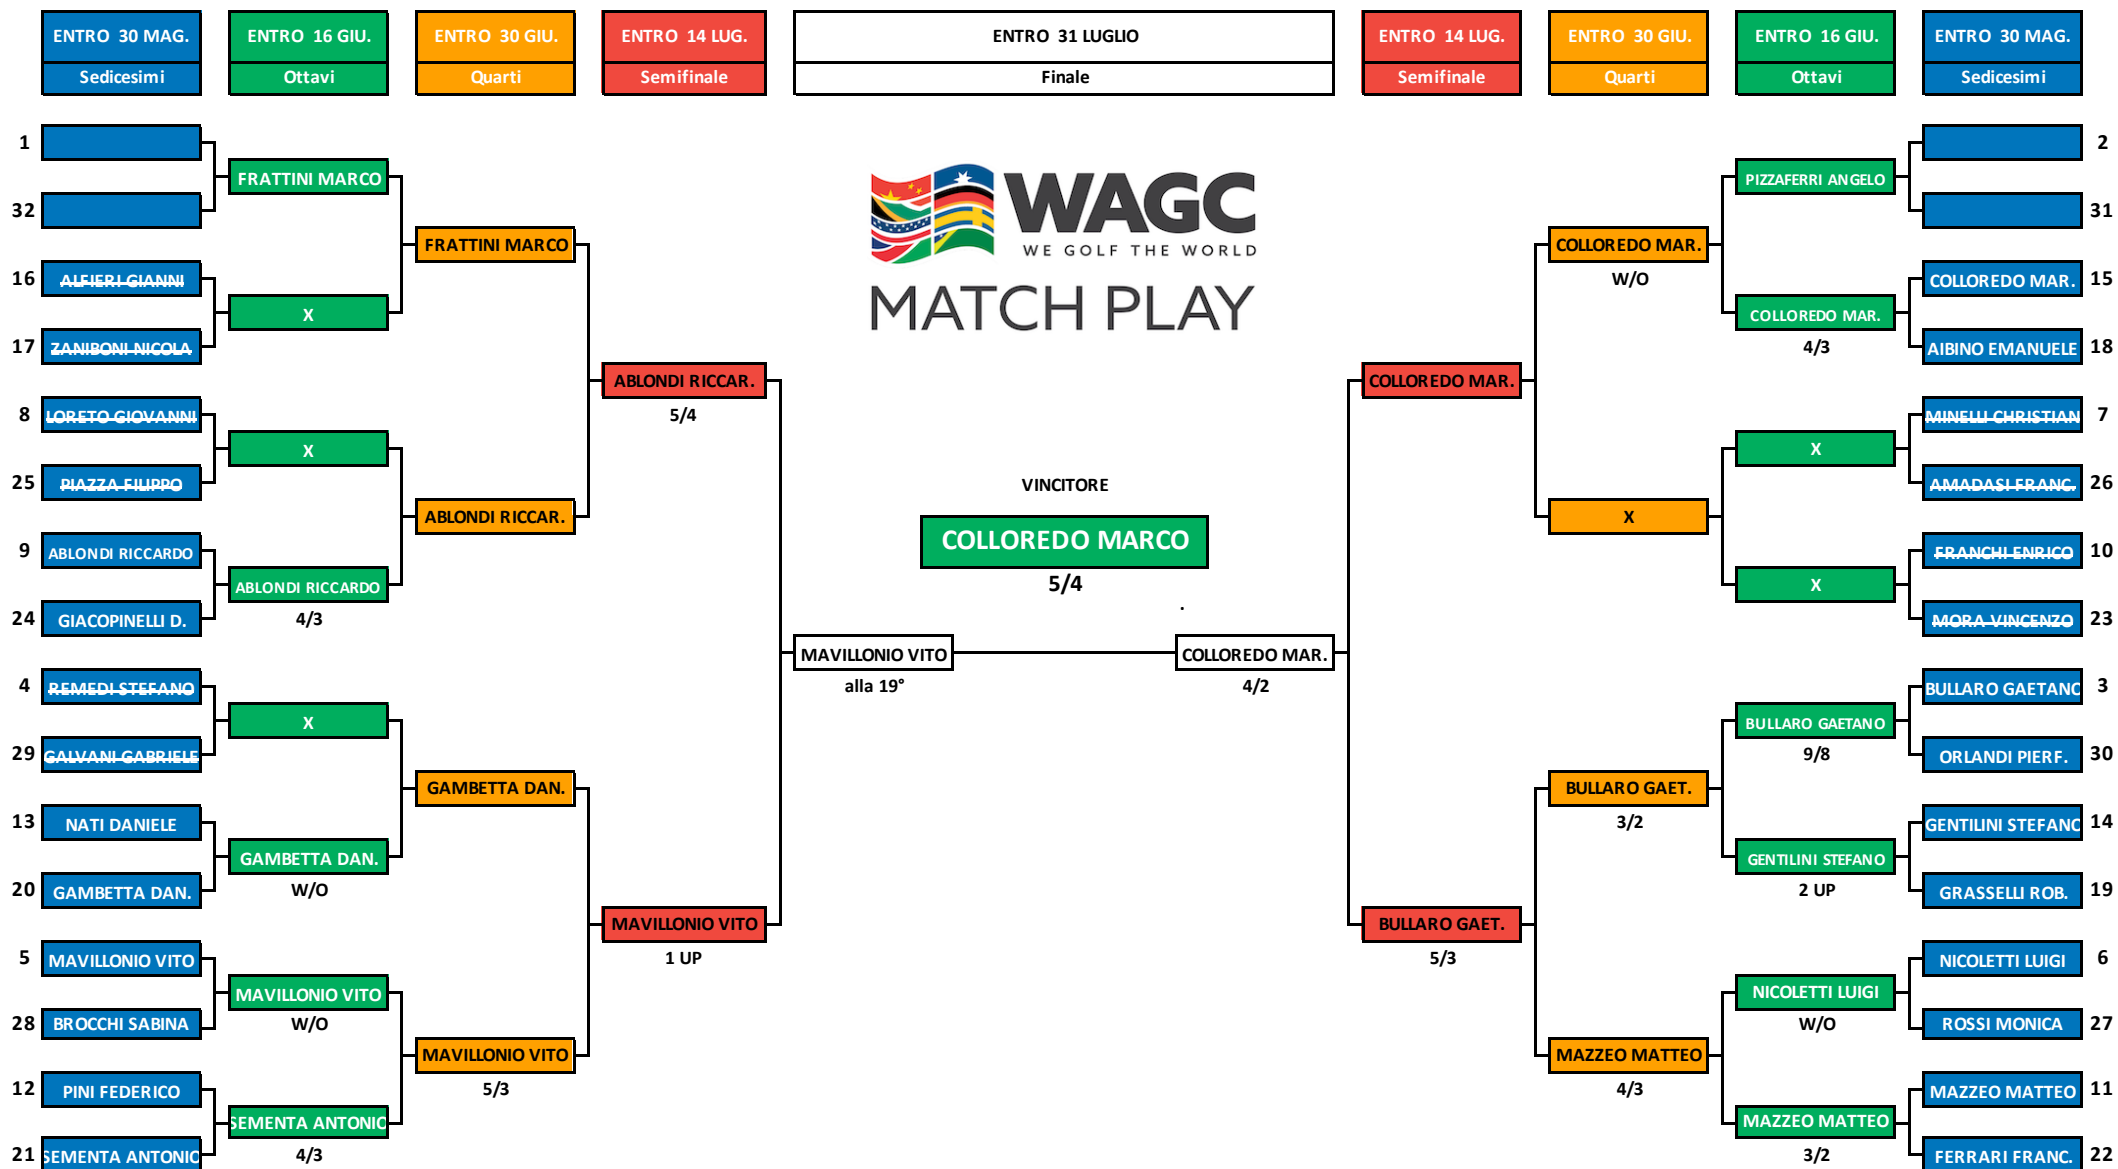 ENTRO 30 MAG. ENTRO 16 GIU. ENTRO 30 GIU. ENTRO 14 LUG. ENTRO 31 LUGLIO ENTRO 14 LUG. ENTRO 30 GIU. ENTRO 16 GIU. ENTRO 30 MAG.
Sedicesimi Ottavi Quarti Semifinale Finale Semifinale Quarti Ottavi Sedicesimi
1 2
FRATTINI MARCO PIZZAFERRI ANGELO
WAGC
32 31
FRATTINI MARCO COLLOREDO MAR.
WE GOLF THE WORLD
16 ALFIERI GIANNI W/O COLLOREDO MAR. 15
MATCH PLAY
X COLLOREDO MAR.
17 ZANIBONI NICOLA 4/3 AIBINO EMANUELE 18
ABLONDI RICCAR. COLLOREDO MAR.
8 LORETO GIOVANNI 5/4 MINELLI CHRISTIAN 7
X X
25 PIAZZA FILIPPO VINCITORE AMADASI FRANC. 26
ABLONDI RICCAR. X
COLLOREDO MARCO
9 ABLONDI RICCARDO FRANCHI ENRICO 10
ABLONDI RICCARDO 5/4 X
.
24 GIACOPINELLI D. 4/3 MORA VINCENZO 23
MAVILLONIO VITO COLLOREDO MAR.
4 REMEDI STEFANO alla 19° 4/2 BULLARO GAETANO 3
X BULLARO GAETANO
29 GALVANI GABRIELE 9/8 ORLANDI PIERF. 30
GAMBETTA DAN. BULLARO GAET.
13 NATI DANIELE 3/2 GENTILINI STEFANO 14
GAMBETTA DAN. GENTILINI STEFANO
20 GAMBETTA DAN. W/O 2 UP GRASSELLI ROB. 19
MAVILLONIO VITO BULLARO GAET.
5 MAVILLONIO VITO 1 UP 5/3 NICOLETTI LUIGI 6
MAVILLONIO VITO NICOLETTI LUIGI
28 BROCCHI SABINA W/O W/O ROSSI MONICA 27
MAVILLONIO VITO MAZZEO MATTEO
12 PINI FEDERICO 5/3 4/3 MAZZEO MATTEO 11
SEMENTA ANTONIO MAZZEO MATTEO
21 SEMENTA ANTONIO 4/3 3/2 FERRARI FRANC. 22